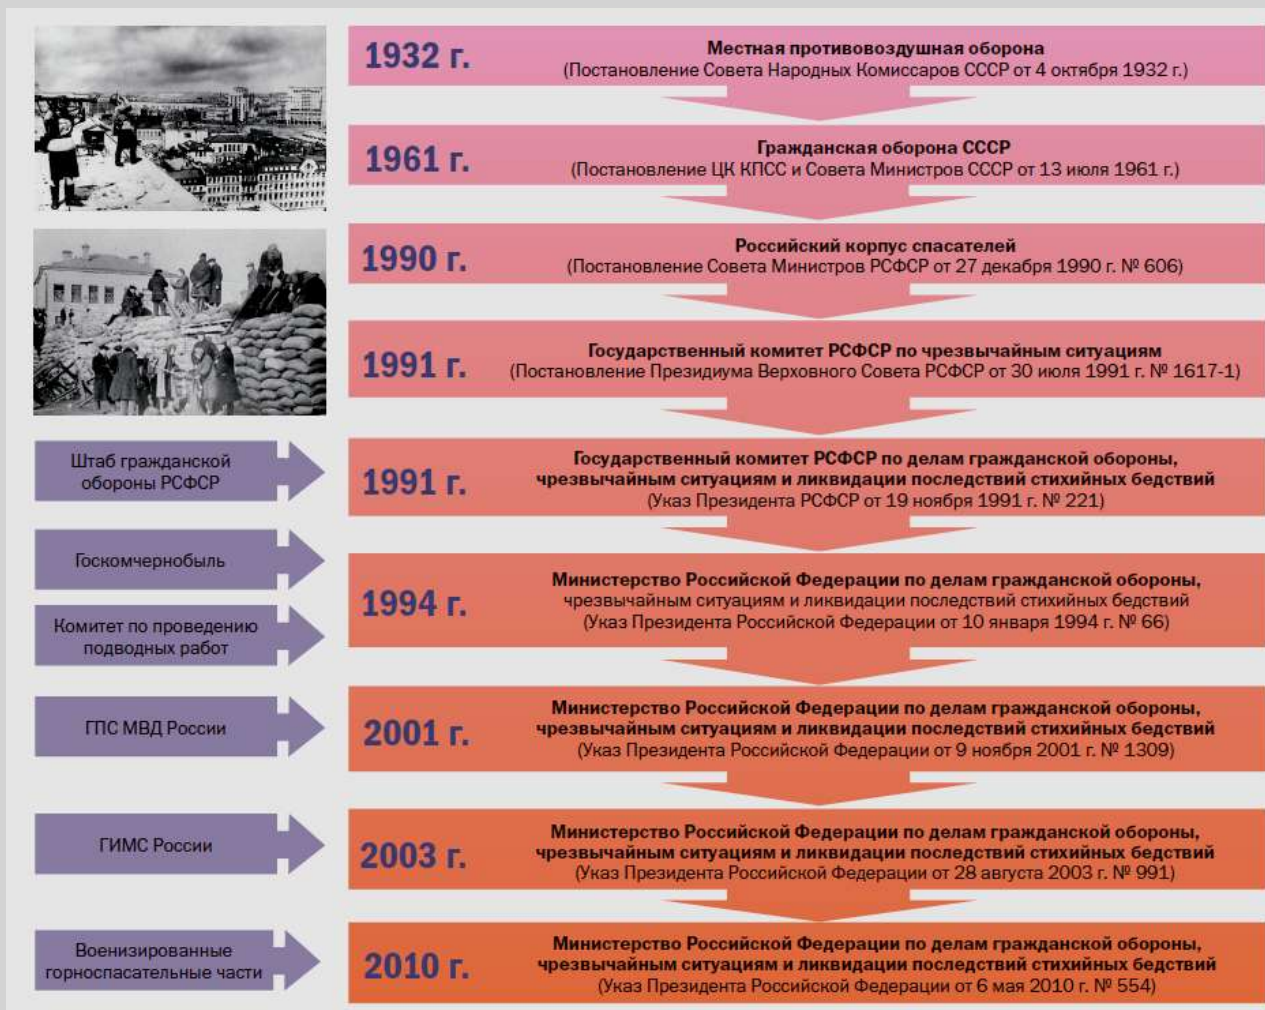 1932 г.
Местная противовоздушная оборона
(Постановление Совета Народных Комиссаров СССР от 4 октября 1932 г.)
1961 г.
Гражданская оборона СССР
(Постановление ЦК КПСС и Совета Министров СССР от 13 июля 1961 г.)
1990 г.
Российский корпус спасателей
(Постановление Совета Министров РСФСР от 27 декабря 1990 г. № 606)
1991 г.
Государственный комитет РСФСР по чрезвычайным ситуациям
(Постановление Президиума Верховного Совета РСФСР от 30 июля 1991 г. № 1617-1)
Штаб гражданской
обороны РСФСР
1991 г.
Государственный комитет РСФСР по делам гражданской обороны,
чрезвычайным ситуациям и ликвидации последствий стихийных бедствий
(Указ Президента РСФСР от 19 ноября 1991 г. № 221)
Госкомчернобыль
Комитет по проведению
подводных работ
1994 г.
Министерство Российской Федерации по делам гражданской обороны,
чрезвычайным ситуациям и ликвидации последствий стихийных бедствий
(Указ Президента Российской Федерации от 10 января 1994 г. № 66)
ГПС МВД России
2001 г.
Министерство Российской Федерации по делам гражданской обороны,
чрезвычайным ситуациям и ликвидации последствий стихийных бедствий
(Указ Президента Российской Федерации от 9 ноября 2001 г. № 1309)
ГИМС России
2003 г.
Министерство Российской Федерации по делам гражданской обороны,
чрезвычайным ситуациям и ликвидации последствий стихийных бедствий
(Указ Президента Российской Федерации от 28 августа 2003 г. № 991)
Военизированные
горноспасательные части
2010 г.
Министерство Российской Федерации по делам гражданской обороны,
чрезвычайным ситуациям и ликвидации последствий стихийных бедствий
(Указ Президента Российской Федерации от 6 мая 2010 г. № 554)